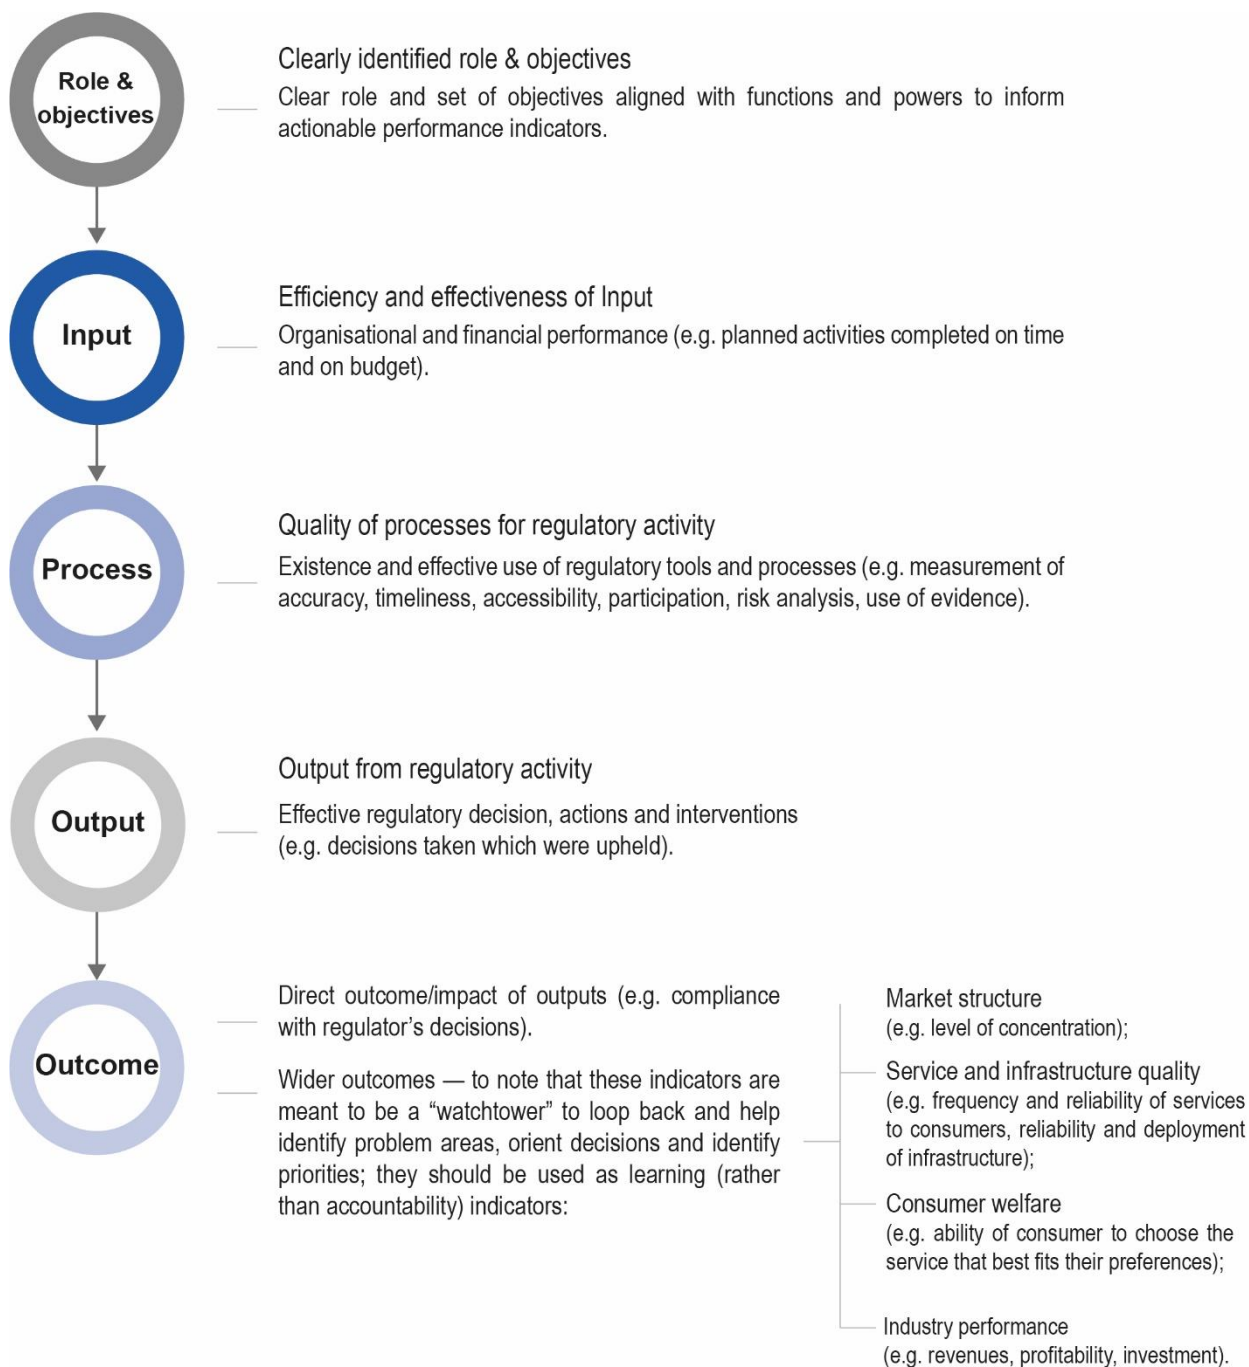 Role &
objectives
Clearly identified role & objectives
Clear role and set of objectives aligned with functions and powers to inform
actionable performance indicators.
Input
Efficiency and effectiveness of Input
Organisational and financial performance (e.g. planned activities completed on time
and on budget).
Process
Quality of processes for regulatory activity
Existence and effective use of regulatory tools and processes (e.g. measurement of
accuracy, timeliness, accessibility, participation, risk analysis, use of evidence).
Output
Output from regulatory activity
Effective regulatory decision, actions and interventions
(e.g. decisions taken which were upheld).
Outcome
Direct outcome/impact of outputs (e.g. compliance
with regulator's decisions).
Wider outcomes — to note that these indicators are
meant to be a “watchtower” to loop back and help
identify problem areas, orient decisions and identify
priorities; they should be used as learning (rather
than accountability) indicators:
Market structure
(e.g. level of concentration);
Service and infrastructure quality
(e.g. frequency and reliability of services
to consumers, reliability and deployment
of infrastructure);
Consumer welfare
(e.g. ability of consumer to choose the
service that best fits their preferences);
Industry performance
(e.g. revenues, profitability, investment).